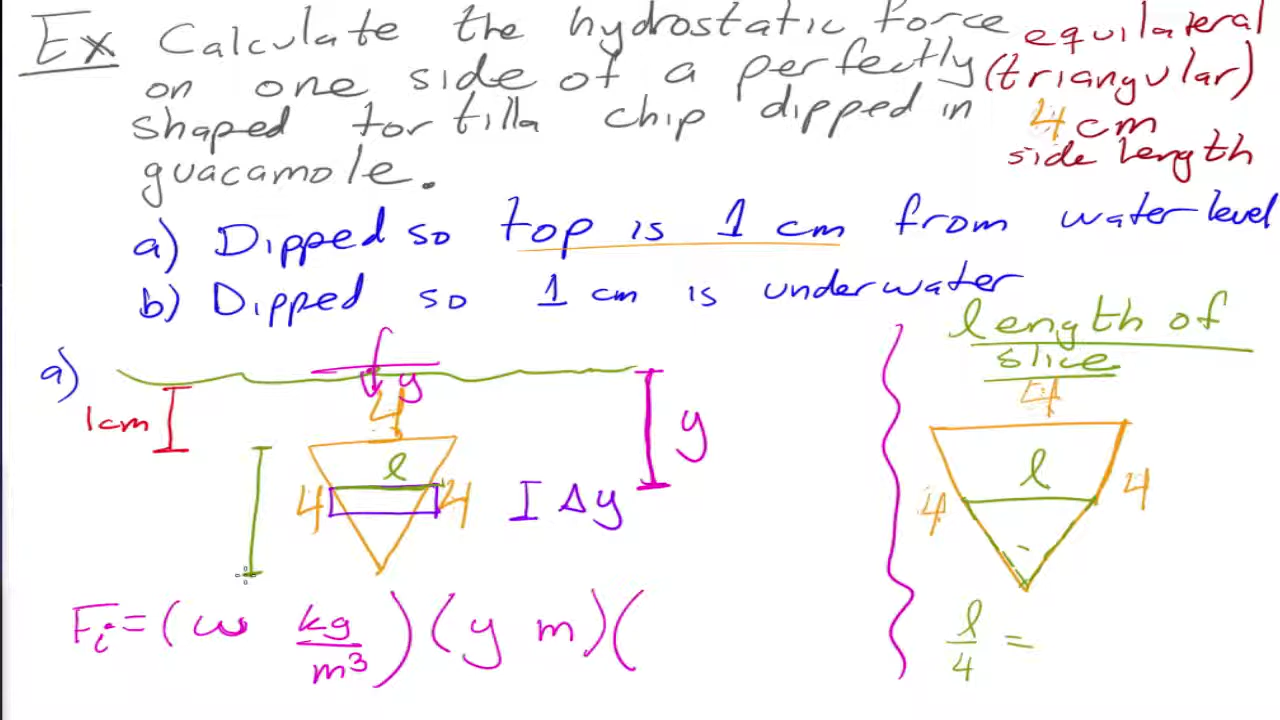 Ex Calculate the hydrostatic force
on one side of a perfectly (triangular)
equilateral
shaped tortilla chip dipped in
4 cm
side length
guacamole.
a) Dipped so top is 1 cm from water level
b) Dipped so 1 cm is underwater
length of
slice
a)
y
4
1cm
l
4
4
I Δy
y
4
l
4
4
Fi = (ω kg/m³)(y m)(
l/4 =